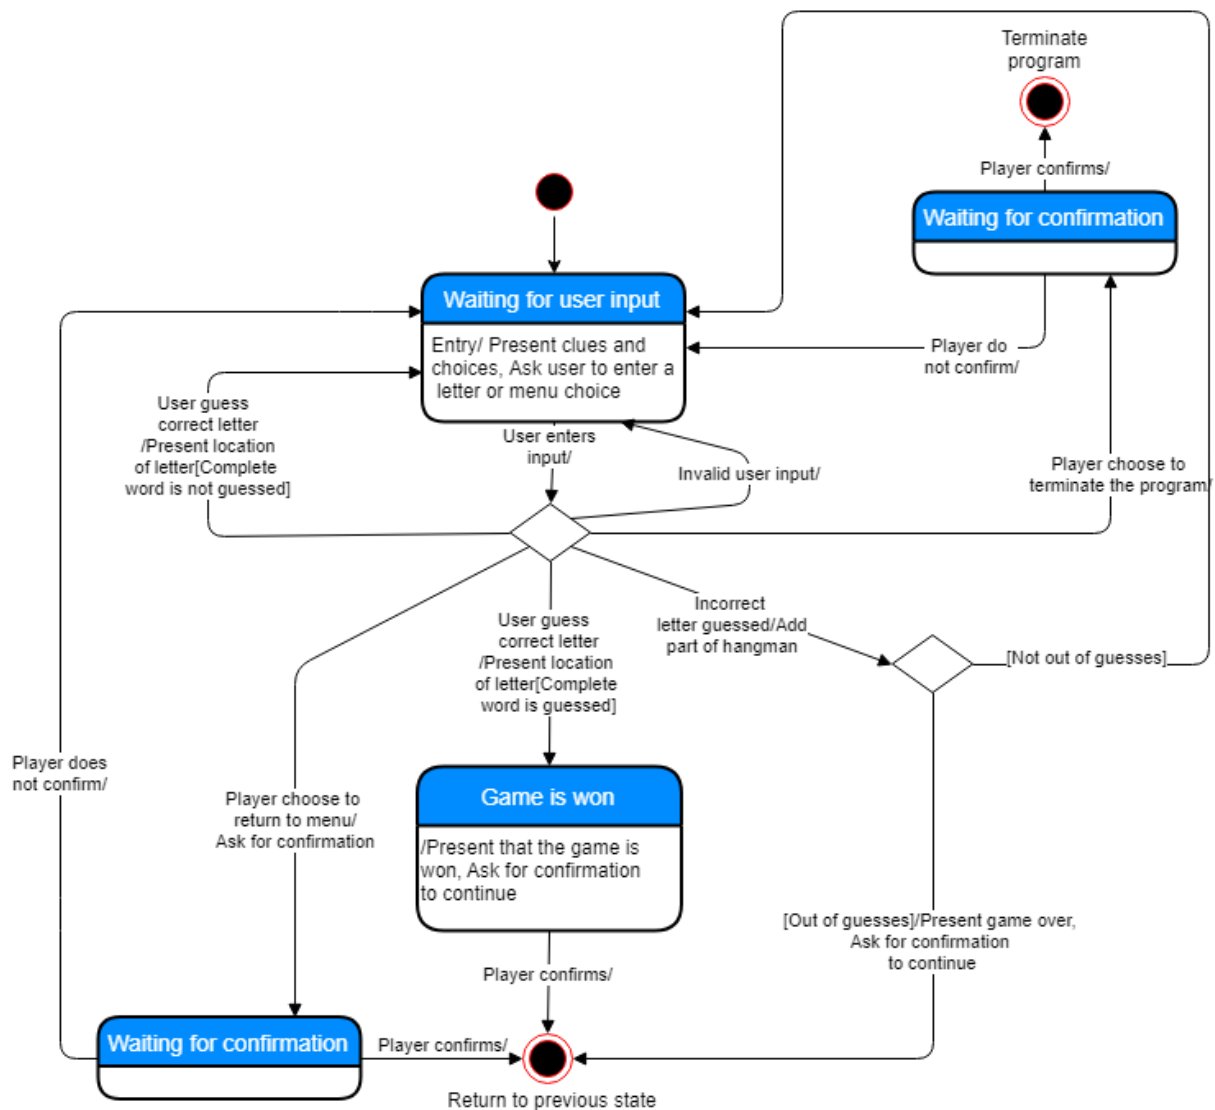 Terminate
program
Player confirms/
Waiting for confirmation
Waiting for user input
Entry/ Present clues and
choices, Ask user to enter a
letter or menu choice
Player do
not confirm/
User guess
correct letter
/Present location
of letter[Complete
word is not guessed]
User enters
input/
Invalid user input/
Player choose to
terminate the program/
Incorrect
letter guessed/Add
part of hangman
User guess
correct letter
/Present location
of letter[Complete
word is guessed]
[Not out of guesses]
Player does
not confirm/
Player choose to
return to menu/
Ask for confirmation
Game is won
/Present that the game is
won, Ask for confirmation
to continue
[Out of guesses]/Present game over,
Ask for confirmation
to continue
Player confirms/
Waiting for confirmation
Player confirms/
Return to previous state